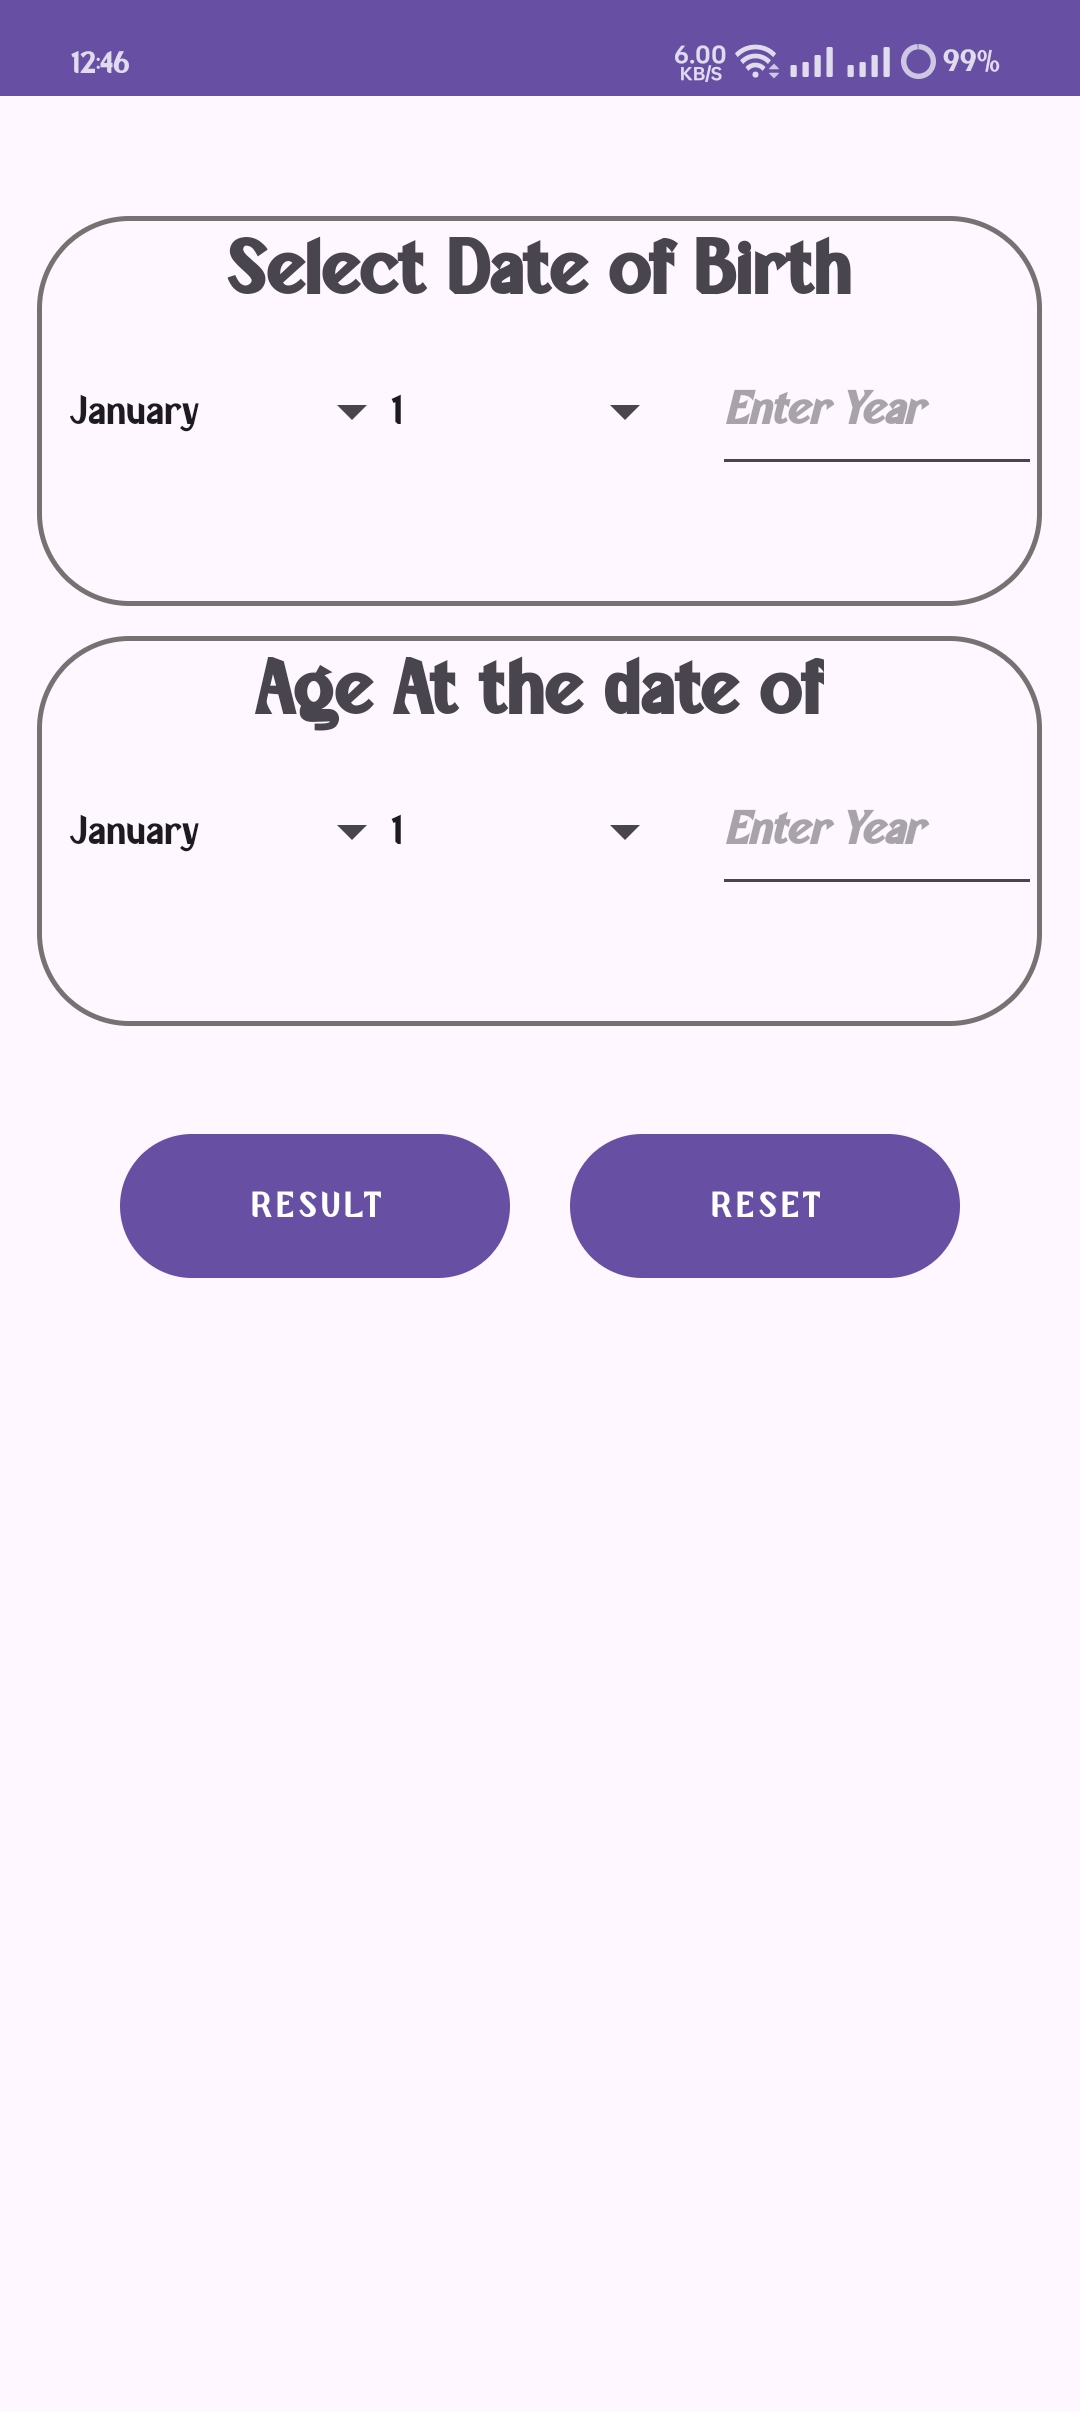 12:46 6.00 KB/S 99%
Select Date of Birth
January 1 Enter Year
Age At the date of
January 1 Enter Year
RESULT RESET